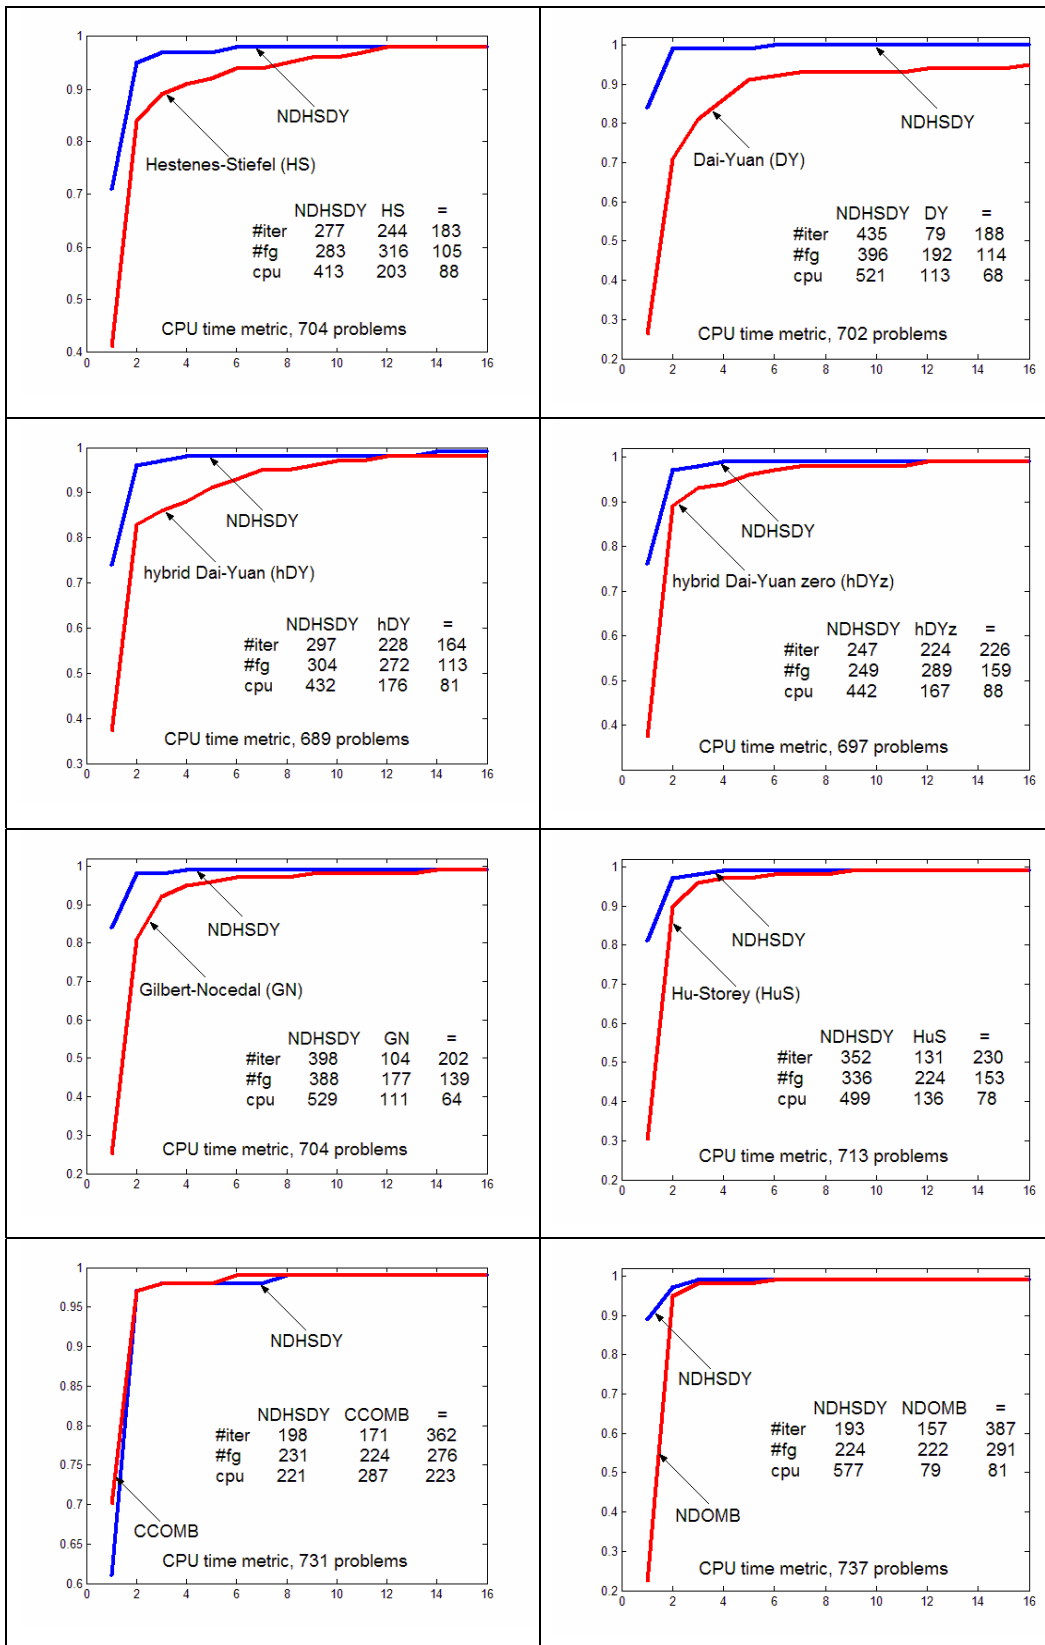 1
0.9
0.8
0.7
0.6
0.5
0.4
0 2 4 6 8 10 12 14 16
NDHSDY
Hestenes-Stiefel (HS)
NDHSDY HS =
#iter 277 244 183
#fg 283 316 105
cpu 413 203 88
CPU time metric, 704 problems
1
0.9
0.8
0.7
0.6
0.5
0.4
0.3
0.2
0 2 4 6 8 10 12 14 16
NDHSDY
Dai-Yuan (DY)
NDHSDY DY =
#iter 435 79 188
#fg 396 192 114
cpu 521 113 68
CPU time metric, 702 problems
1
0.9
0.8
0.7
0.6
0.5
0.4
0.3
0 2 4 6 8 10 12 14 16
NDHSDY
hybrid Dai-Yuan (hDY)
NDHSDY hDY =
#iter 297 228 164
#fg 304 272 113
cpu 432 176 81
CPU time metric, 689 problems
1
0.9
0.8
0.7
0.6
0.5
0.4
0 2 4 6 8 10 12 14 16
NDHSDY
hybrid Dai-Yuan zero (hDYz)
NDHSDY hDYz =
#iter 247 224 226
#fg 249 289 159
cpu 442 167 88
CPU time metric, 697 problems
1
0.9
0.8
0.7
0.6
0.5
0.4
0.3
0.2
0 2 4 6 8 10 12 14 16
NDHSDY
Gilbert-Nocedal (GN)
NDHSDY GN =
#iter 398 104 202
#fg 388 177 139
cpu 529 111 64
CPU time metric, 704 problems
1
0.9
0.8
0.7
0.6
0.5
0.4
0.3
0.2
0 2 4 6 8 10 12 14 16
NDHSDY
Hu-Storey (HuS)
NDHSDY HuS =
#iter 352 131 230
#fg 336 224 153
cpu 499 136 78
CPU time metric, 713 problems
1
0.95
0.9
0.85
0.8
0.75
0.7
0.65
0.6
0 2 4 6 8 10 12 14 16
NDHSDY
NDHSDY CCOMB =
#iter 198 171 362
#fg 231 224 276
cpu 221 287 223
CCOMB
CPU time metric, 731 problems
1
0.9
0.8
0.7
0.6
0.5
0.4
0.3
0.2
0 2 4 6 8 10 12 14 16
NDHSDY
NDHSDY NDOMB =
#iter 193 157 387
#fg 224 222 291
cpu 577 79 81
NDOMB
CPU time metric, 737 problems